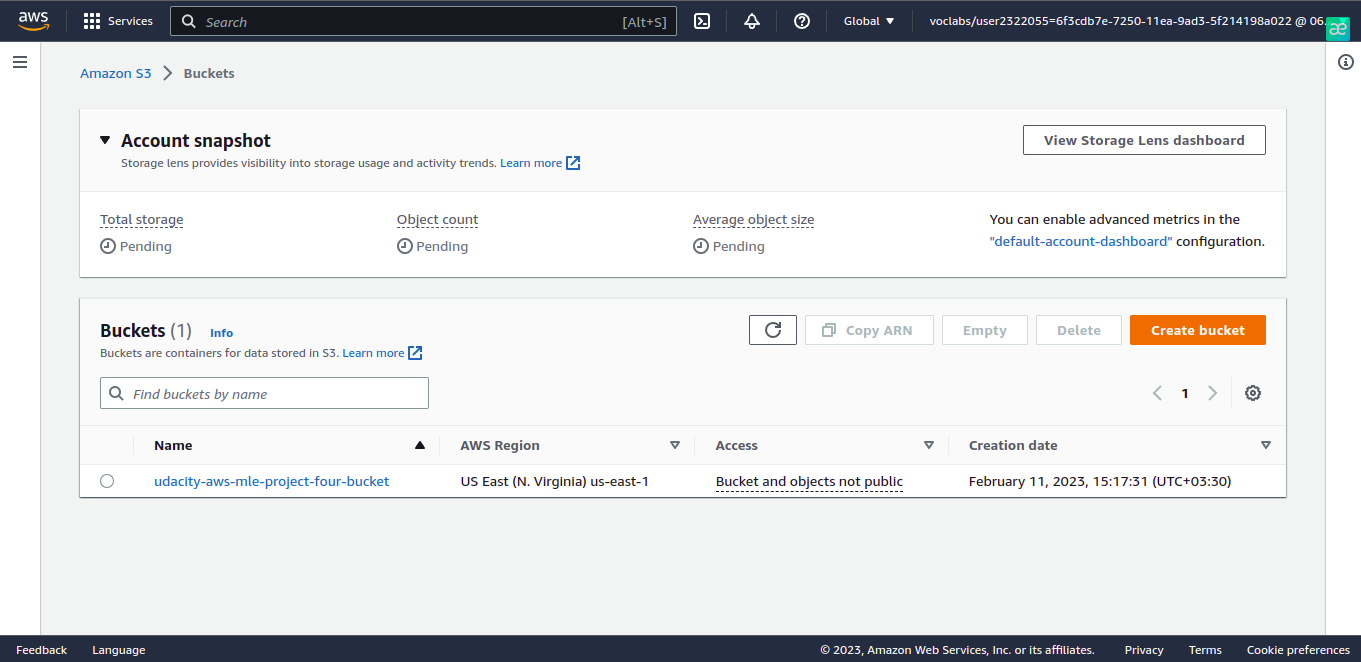 aws
Services
Search
[Alt+S]
Global
voclabs/user2322055=6f3cdb7e-7250-11ea-9ad3-5f214198a022 @ 06
æ
Amazon S3
Buckets
Account snapshot
View Storage Lens dashboard
Storage lens provides visibility into storage usage and activity trends. Learn more
Total storage
Object count
Average object size
You can enable advanced metrics in the
Pending
Pending
Pending
"default-account-dashboard" configuration.
Buckets (1)
Info
Copy ARN
Empty
Delete
Create bucket
Buckets are containers for data stored in S3. Learn more
Find buckets by name
1
Name
AWS Region
Access
Creation date
udacity-aws-mle-project-four-bucket
US East (N. Virginia) us-east-1
Bucket and objects not public
February 11, 2023, 15:17:31 (UTC+03:30)
Feedback
Language
© 2023, Amazon Web Services, Inc. or its affiliates.
Privacy
Terms
Cookie preferences